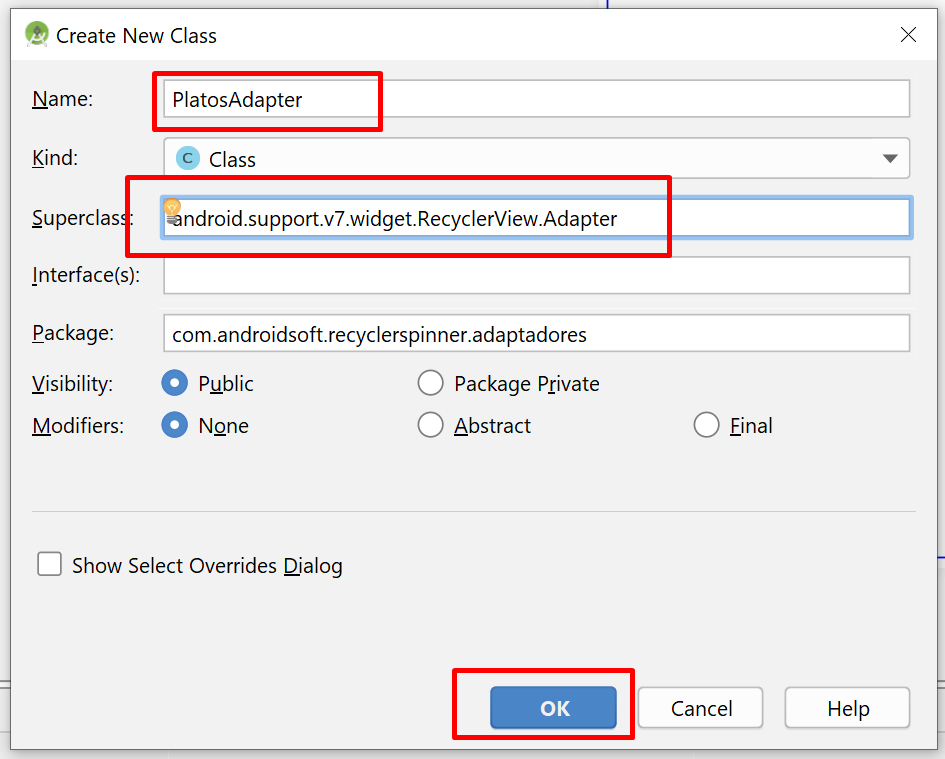 Create New Class
Name: PlatosAdapter
Kind: C Class
Superclass: android.support.v7.widget.RecyclerView.Adapter
Interface(s):
Package: com.androidsoft.recyclerspinner.adaptadores
Visibility: Public Package Private
Modifiers: None Abstract Final
Show Select Overrides Dialog
OK Cancel Help